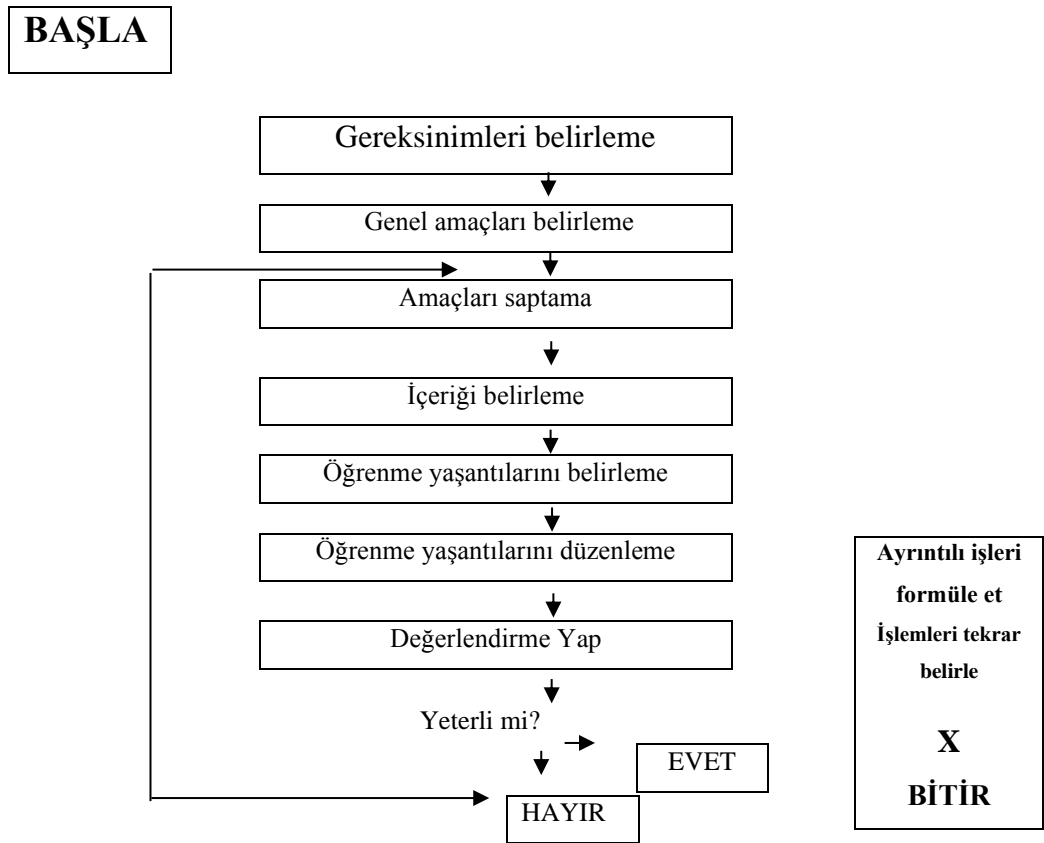 BAŞLA
Gereksinimleri belirleme
Genel amaçları belirleme
Amaçları saptama
İçeriği belirleme
Öğrenme yaşantılarını belirleme
Öğrenme yaşantılarını düzenleme
Değerlendirme Yap
Yeterli mi?
EVET
HAYIR
Ayrıntılı işleri
formüle et
İşlemleri tekrar
belirle
X
BİTİR